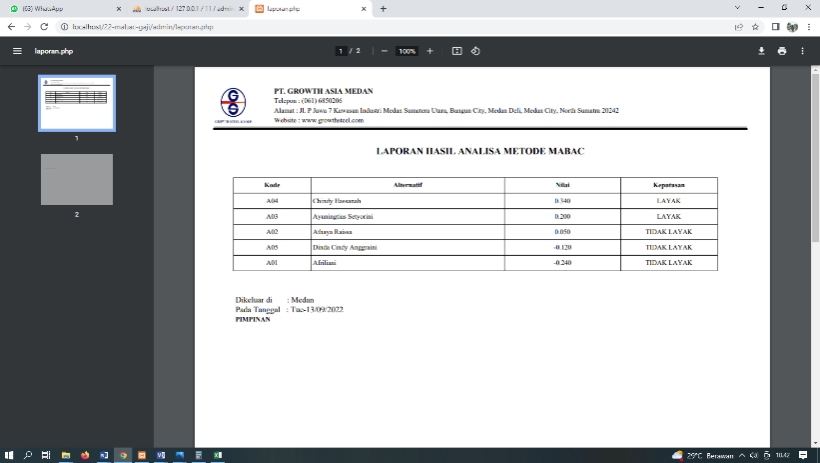 (63) WhatsApp
localhost / 127.0.0.1 / 11 / admin
laporan.php
localhost/22-mabac-gaji/admin/laporan.php
laporan.php
1 / 2
100%
1
2
PT. GROWTH ASIA MEDAN
Telepon : (061) 6850206
Alamat : Jl. P Jawa 7 Kawasan Industri Medan Sumatera Utara, Bangun City, Medan Deli, Medan City, North Sumatra 20242
Website : www.growthsteel.com
LAPORAN HASIL ANALISA METODE MABAC
Kode Alternatif Nilai Keputusan
A04 Chindy Hassanah 0.340 LAYAK
A03 Ayuningtias Setyorini 0.200 LAYAK
A02 Athaya Raissa 0.050 TIDAK LAYAK
A05 Dinda Cindy Anggraini -0.120 TIDAK LAYAK
A01 Afriliani -0.240 TIDAK LAYAK
Dikeluar di : Medan
Pada Tanggal : Tue-13/09/2022
PIMPINAN
29°C Berawan 10.42